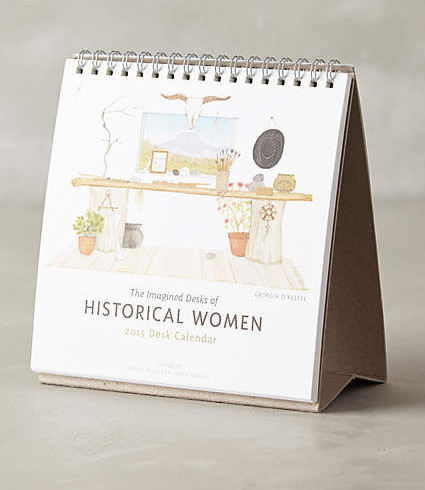 GEORGIA O'KEEFFE
The Imagined Desks of
HISTORICAL WOMEN
2015 Desk Calendar